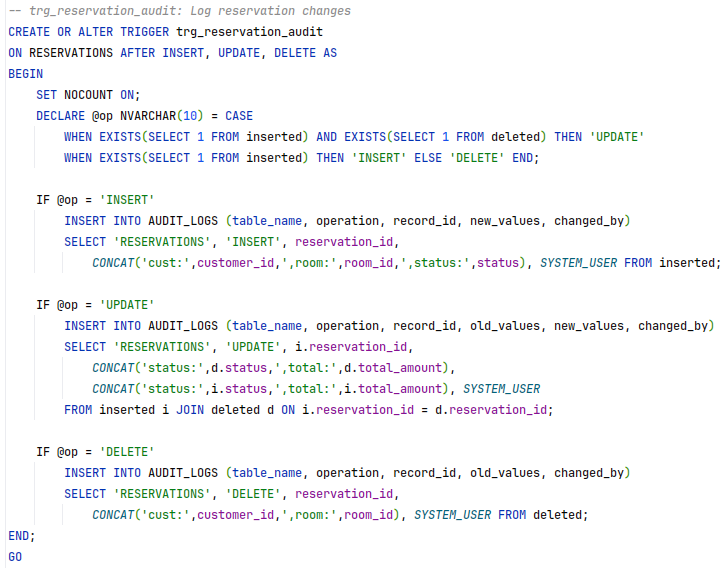 -- trg_reservation_audit: Log reservation changes
CREATE OR ALTER TRIGGER trg_reservation_audit
ON RESERVATIONS AFTER INSERT, UPDATE, DELETE AS
BEGIN
    SET NOCOUNT ON;
    DECLARE @op NVARCHAR(10) = CASE
        WHEN EXISTS(SELECT 1 FROM inserted) AND EXISTS(SELECT 1 FROM deleted) THEN 'UPDATE'
        WHEN EXISTS(SELECT 1 FROM inserted) THEN 'INSERT' ELSE 'DELETE' END;

    IF @op = 'INSERT'
        INSERT INTO AUDIT_LOGS (table_name, operation, record_id, new_values, changed_by)
        SELECT 'RESERVATIONS', 'INSERT', reservation_id,
            CONCAT('cust:',customer_id,',room:',room_id,',status:',status), SYSTEM_USER FROM inserted;

    IF @op = 'UPDATE'
        INSERT INTO AUDIT_LOGS (table_name, operation, record_id, old_values, new_values, changed_by)
        SELECT 'RESERVATIONS', 'UPDATE', i.reservation_id,
            CONCAT('status:',d.status,',total:',d.total_amount),
            CONCAT('status:',i.status,',total:',i.total_amount), SYSTEM_USER
        FROM inserted i JOIN deleted d ON i.reservation_id = d.reservation_id;

    IF @op = 'DELETE'
        INSERT INTO AUDIT_LOGS (table_name, operation, record_id, old_values, changed_by)
        SELECT 'RESERVATIONS', 'DELETE', reservation_id,
            CONCAT('cust:',customer_id,',room:',room_id), SYSTEM_USER FROM deleted;
END;
GO